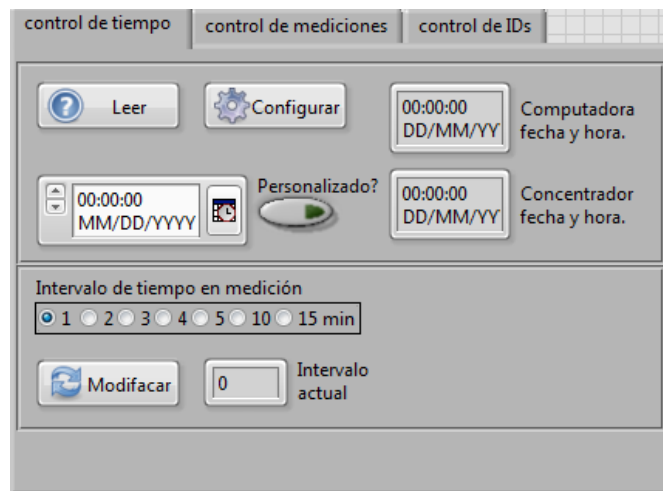 control de tiempo
control de mediciones
control de IDs
Leer
Configurar
00:00:00
DD/MM/YY
Computadora
fecha y hora.
00:00:00
MM/DD/YYYY
Personalizado?
00:00:00
DD/MM/YY
Concentrador
fecha y hora.
Intervalo de tiempo en medición
1 2 3 4 5 10 15 min
Modifacar
0
Intervalo
actual